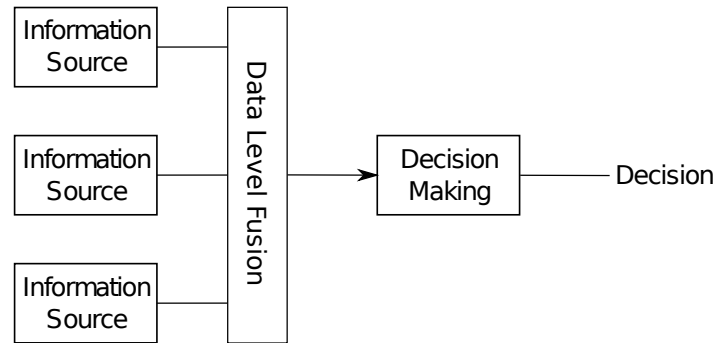 Information
Source
Information
Source
Information
Source
Data Level Fusion
Decision
Making
Decision